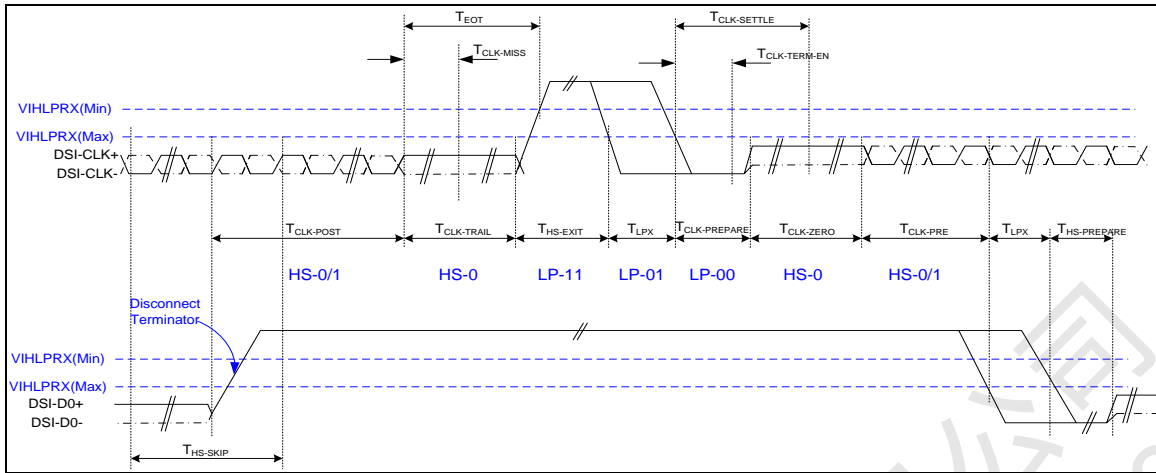 TEOT
TCLK-SETTLE
TCLK-MISS
TCLK-TERM-EN
VIHLPRX(Min)
VIHLPRX(Max)
DSI-CLK+
DSI-CLK-
TCLK-POST TCLK-TRAIL THS-EXIT TLPX TCLK-PREPARE TCLK-ZERO TCLK-PRE TLPX THS-PREPARE
HS-0/1 HS-0 LP-11 LP-01 LP-00 HS-0 HS-0/1
Disconnect
Terminator
VIHLPRX(Min)
VIHLPRX(Max)
DSI-D0+
DSI-D0-
THS-SKIP
公司